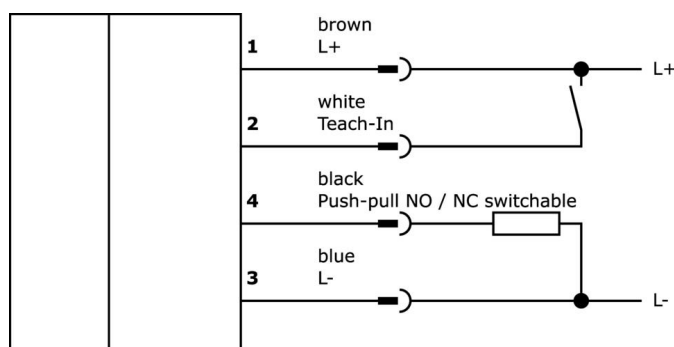 brown
1 L+
L+
white
2 Teach-In
black
4 Push-pull NO / NC switchable
blue
3 L-
L-